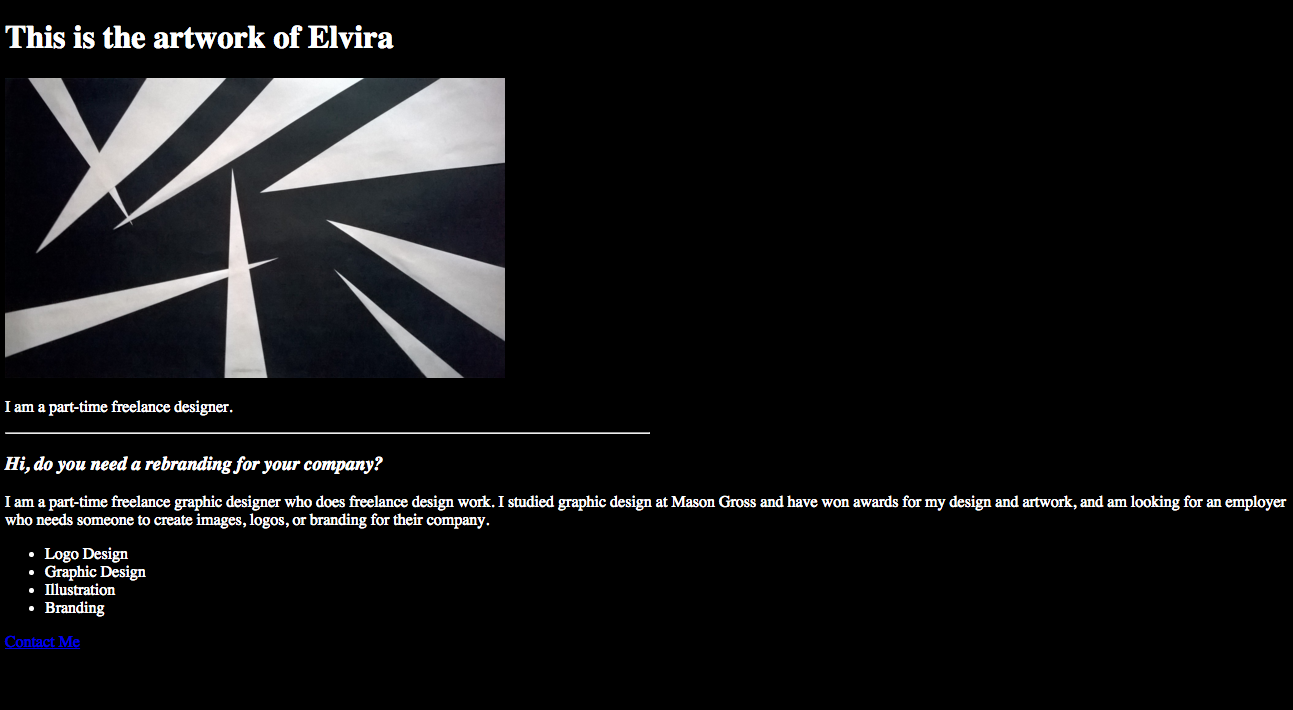 This is the artwork of Elvira
I am a part-time freelance designer.
Hi, do you need a rebranding for your company?
I am a part-time freelance graphic designer who does freelance design work. I studied graphic design at Mason Gross and have won awards for my design and artwork, and am looking for an employer
who needs someone to create images, logos, or branding for their company.
Logo Design
Graphic Design
Illustration
Branding
Contact Me